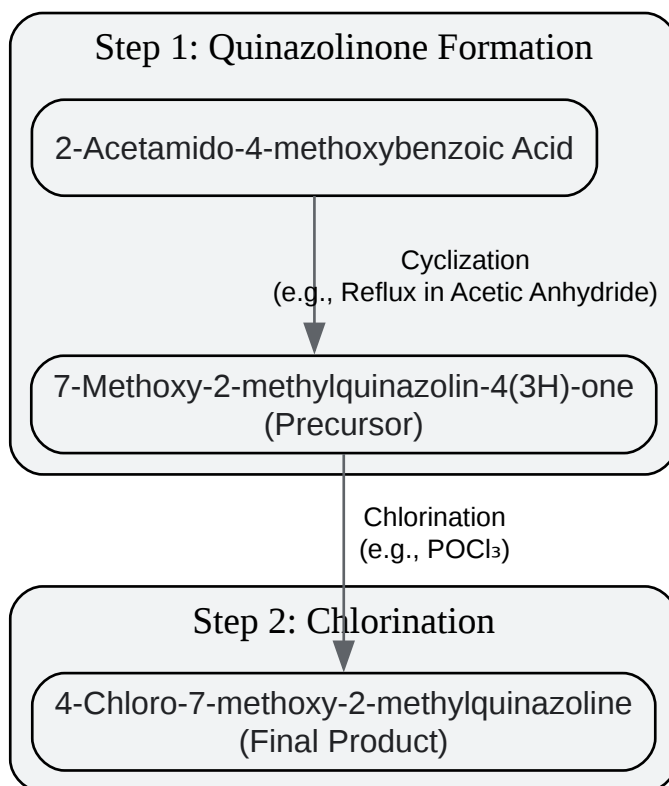 Step 1: Quinazolinone Formation
2-Acetamido-4-methoxybenzoic Acid
Cyclization
(e.g., Reflux in Acetic Anhydride)
7-Methoxy-2-methylquinazolin-4(3H)-one
(Precursor)
Chlorination
(e.g., POCl₃)
Step 2: Chlorination
4-Chloro-7-methoxy-2-methylquinazoline
(Final Product)